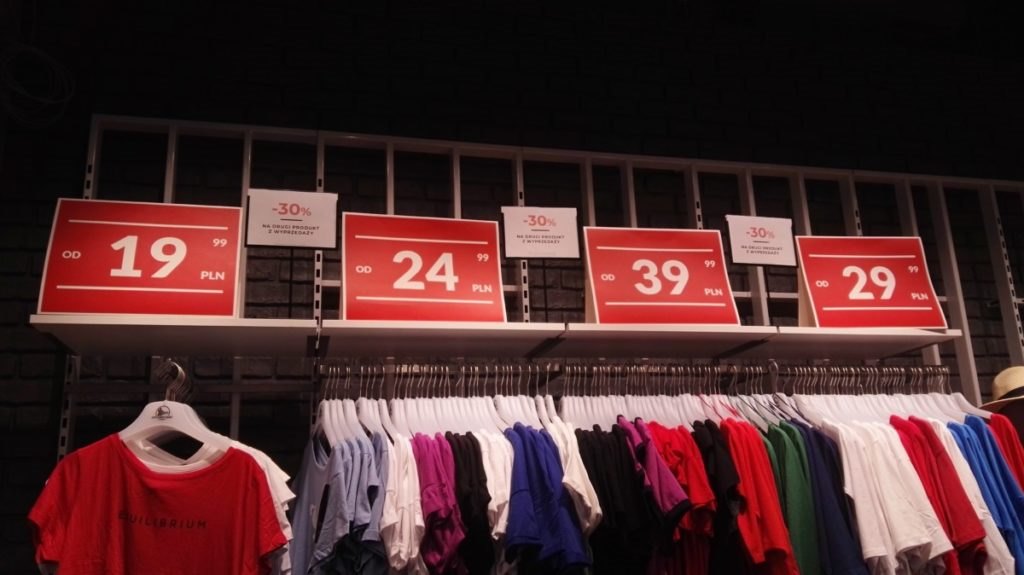 OD 19 99 PLN
-30%
NA DRUGI PRODUKT
Z WYPRZEDAŻY
OD 24 99 PLN
-30%
NA DRUGI PRODUKT
Z WYPRZEDAŻY
OD 39 99 PLN
-30%
NA DRUGI PRODUKT
Z WYPRZEDAŻY
OD 29 99 PLN
EQUILIBRIUM